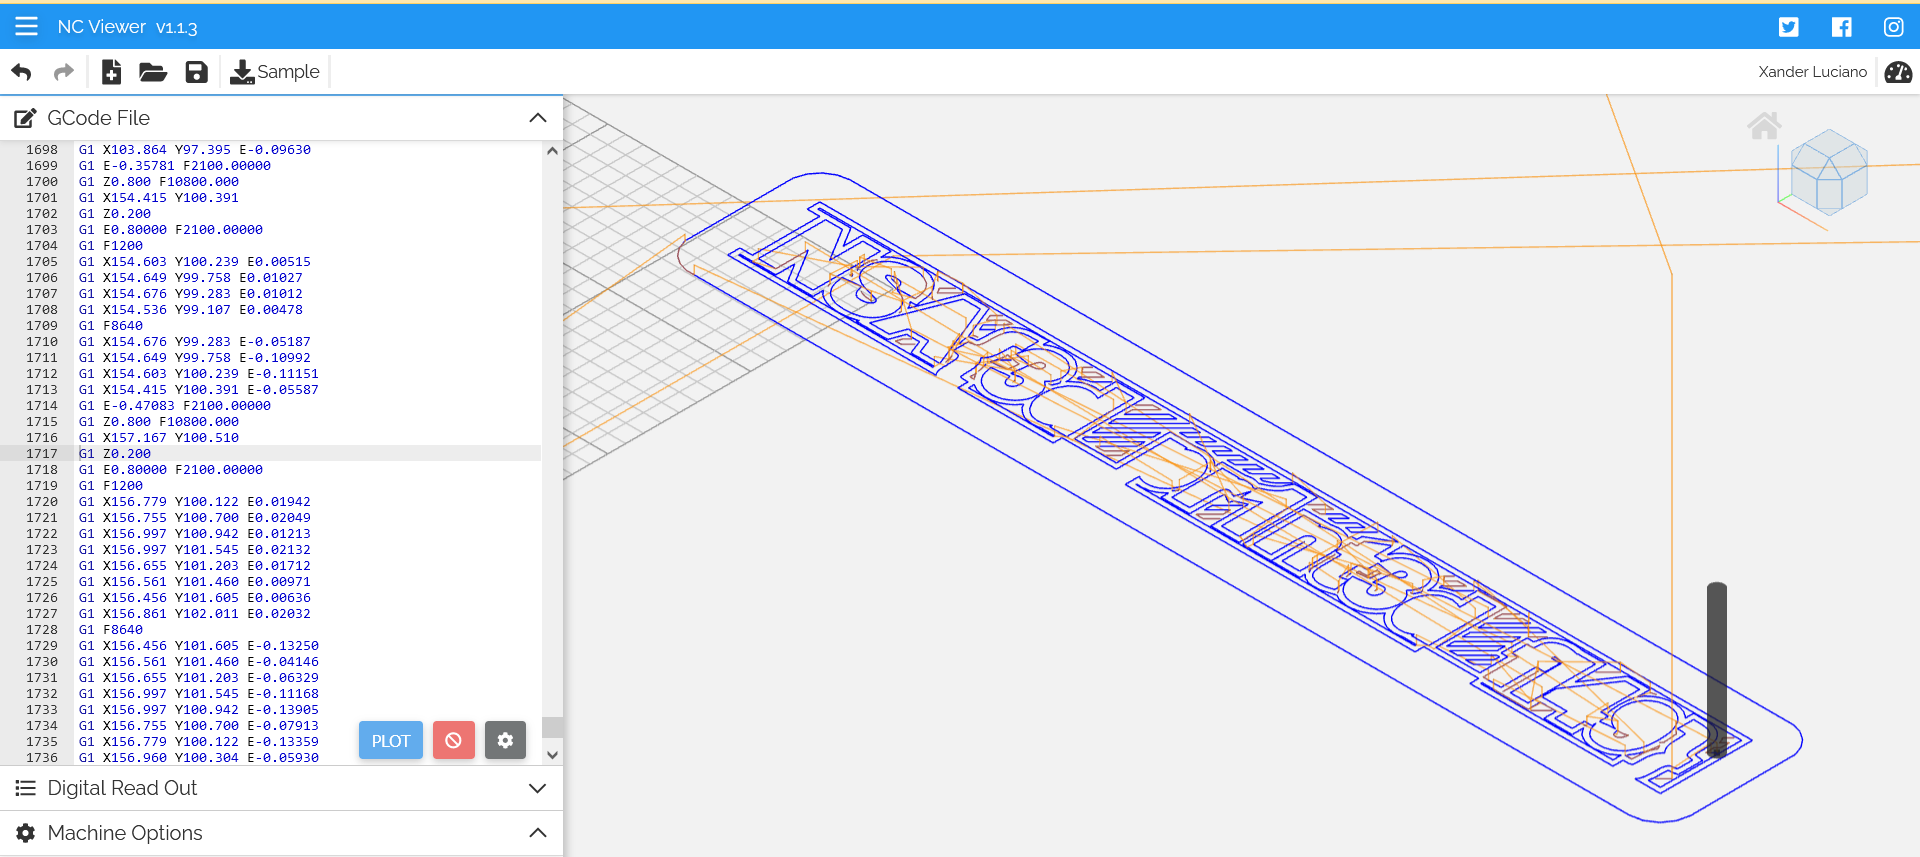 NC Viewer v1.1.3
Sample
Xander Luciano
GCode File
1698 G1 X103.864 Y97.395 E-0.09630
1699 G1 E-0.35781 F2100.00000
1700 G1 Z0.800 F10800.000
1701 G1 X154.415 Y100.391
1702 G1 Z0.200
1703 G1 E0.80000 F2100.00000
1704 G1 F1200
1705 G1 X154.603 Y100.239 E0.00515
1706 G1 X154.649 Y99.758 E0.01027
1707 G1 X154.676 Y99.283 E0.01012
1708 G1 X154.536 Y99.107 E0.00478
1709 G1 F8640
1710 G1 X154.676 Y99.283 E-0.05187
1711 G1 X154.649 Y99.758 E-0.10992
1712 G1 X154.603 Y100.239 E-0.11151
1713 G1 X154.415 Y100.391 E-0.05587
1714 G1 E-0.47083 F2100.00000
1715 G1 Z0.800 F10800.000
1716 G1 X157.167 Y100.510
1717 G1 Z0.200
1718 G1 E0.80000 F2100.00000
1719 G1 F1200
1720 G1 X156.779 Y100.122 E0.01942
1721 G1 X156.755 Y100.700 E0.02049
1722 G1 X156.997 Y100.942 E0.01213
1723 G1 X156.997 Y101.545 E0.02132
1724 G1 X156.655 Y101.203 E0.01712
1725 G1 X156.561 Y101.460 E0.00971
1726 G1 X156.456 Y101.605 E0.00636
1727 G1 X156.861 Y102.011 E0.02032
1728 G1 F8640
1729 G1 X156.456 Y101.605 E-0.13250
1730 G1 X156.561 Y101.460 E-0.04146
1731 G1 X156.655 Y101.203 E-0.06329
1732 G1 X156.997 Y101.545 E-0.11168
1733 G1 X156.997 Y100.942 E-0.13905
1734 G1 X156.755 Y100.700 E-0.07913
1735 G1 X156.779 Y100.122 E-0.13359
1736 G1 X156.960 Y100.304 E-0.05930
PLOT
Digital Read Out
Machine Options